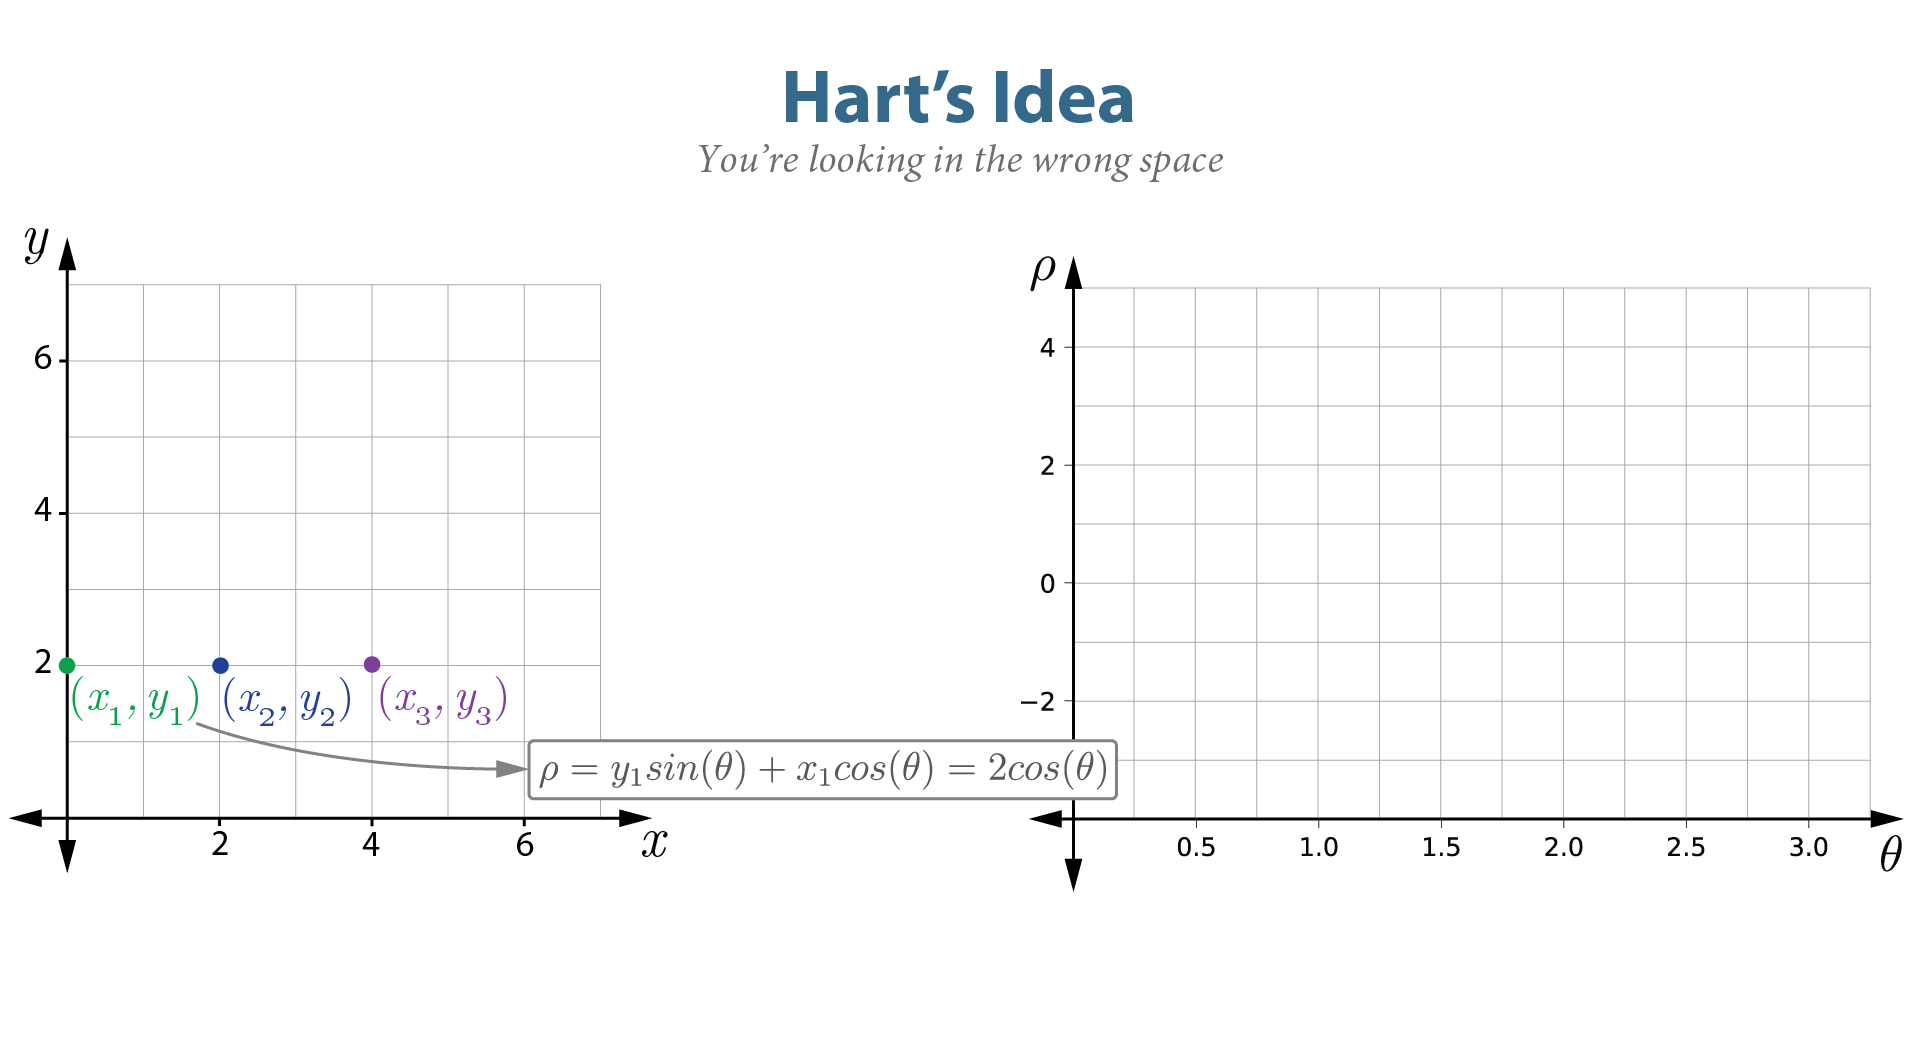 Hart’s Idea
You’re looking in the wrong space
y
6
4
2
(x₁, y₁) (x₂, y₂) (x₃, y₃)
2 4 6
x
ρ = y₁sin(θ) + x₁cos(θ) = 2cos(θ)
ρ
4
2
0
−2
0.5 1.0 1.5 2.0 2.5 3.0
θ